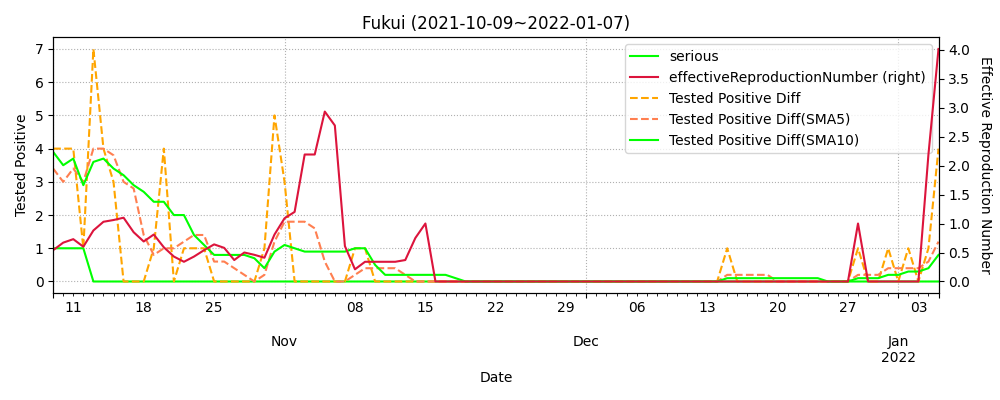 Fukui (2021-10-09~2022-01-07)
7
6
5
4
3
2
1
0
Tested Positive
4.0
3.5
3.0
2.5
2.0
1.5
1.0
0.5
0.0
Effective Reproduction Number
serious
effectiveReproductionNumber (right)
Tested Positive Diff
Tested Positive Diff(SMA5)
Tested Positive Diff(SMA10)
11 18 25 08 15 22 29 06 13 20 27 03
Nov Dec Jan
2022
Date